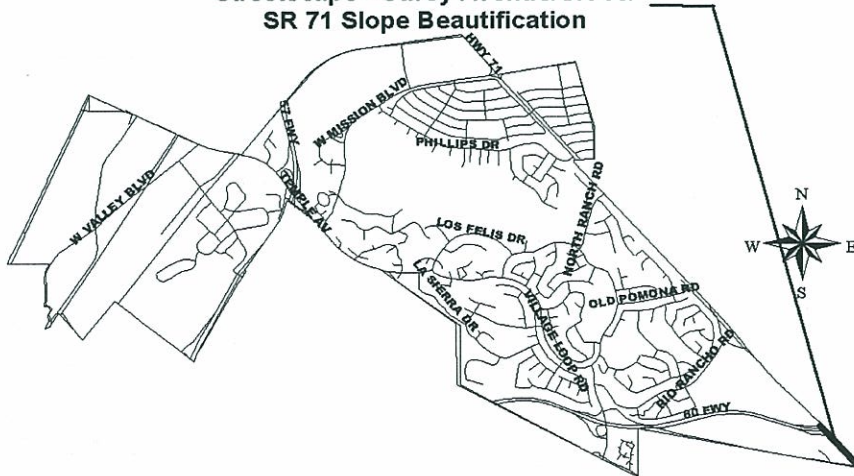 SR 71 Slope Beautification
HWY 71
57 FWY
W MISSION BLVD
PHILLIPS DR
W VALLEY BLVD
TEMPLE AV
NORTH RANCH RD
LOS FELIS DR
N
W
E
S
LA SIERRA DR
OLD POMONA RD
VILLAGE LOOP RD
RIO RANCHO RD
60 FWY